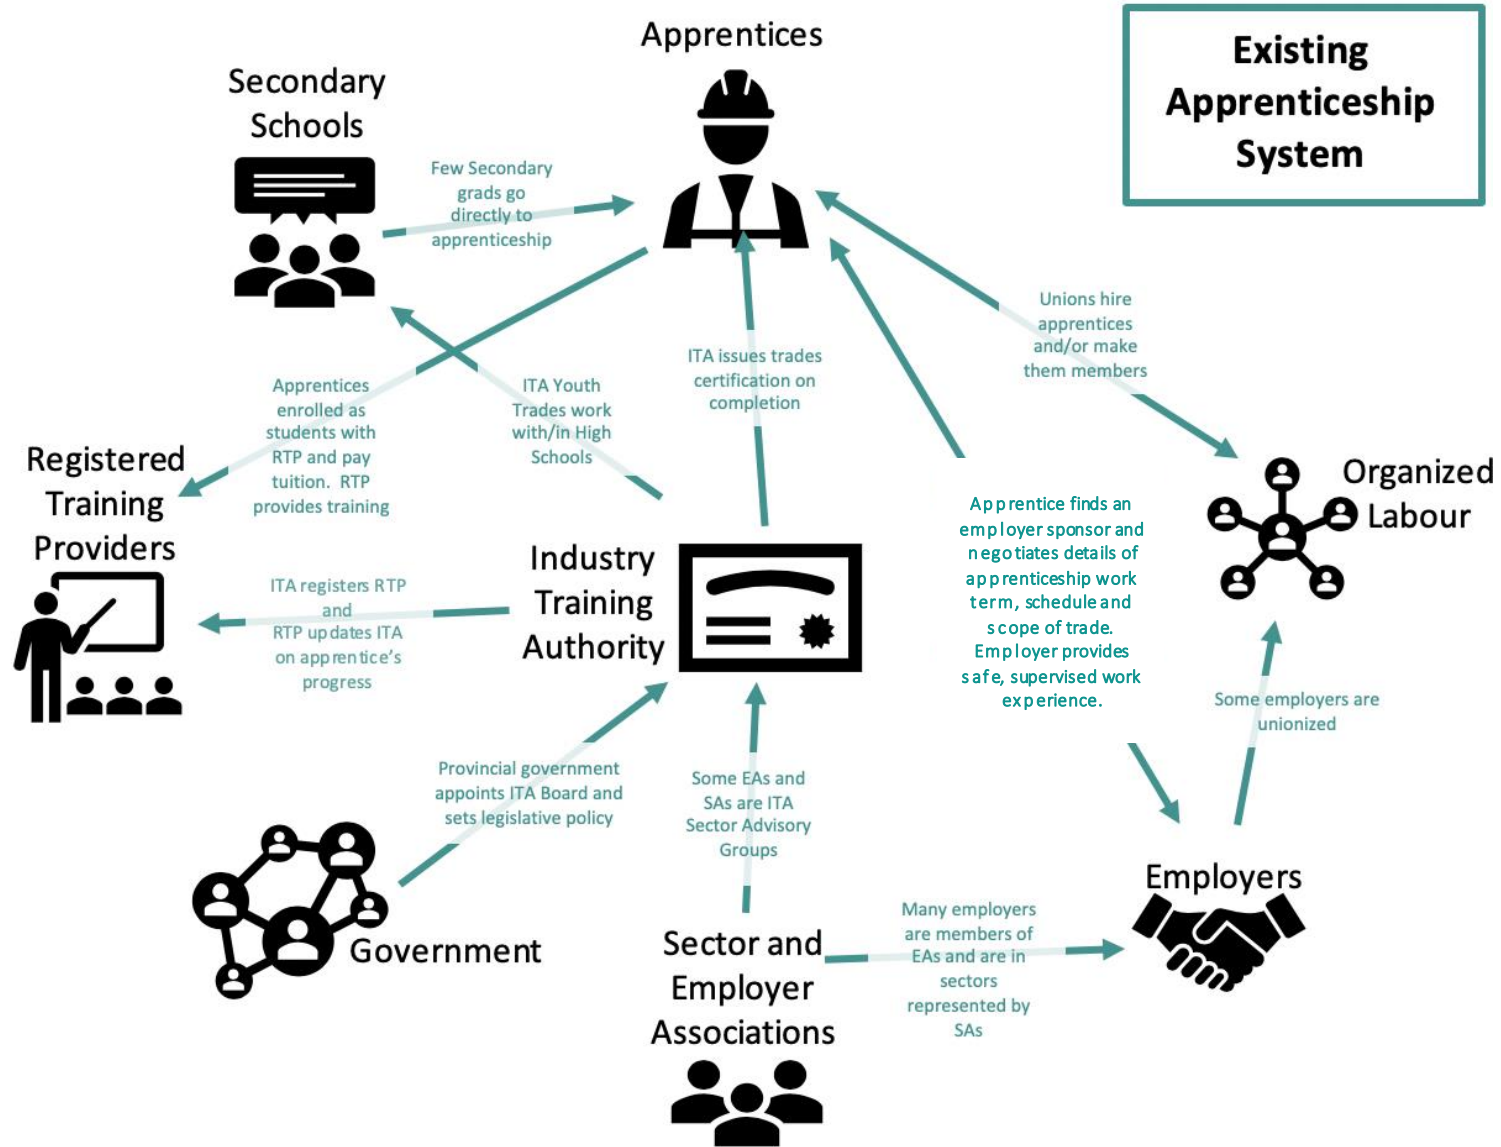 Apprentices
Existing
Apprenticeship
System
Secondary
Schools
Few Secondary
grads go
directly to
apprenticeship
Unions hire
apprentices
and/or make
them members
ITA issues trades
certification on
completion
Apprentices
enrolled as
students with
RTP and pay
tuition. RTP
provides training
ITA Youth
Trades work
with/in High
Schools
Registered
Training
Providers
Organized
Labour
Apprentice finds an
employer sponsor and
negotiates details of
apprenticeship work
term, schedule and
scope of trade.
Employer provides
safe, supervised work
experience.
Industry
Training
Authority
ITA registers RTP
and
RTP updates ITA
on apprentice's
progress
Some employers are
unionized
Provincial government
appoints ITA Board and
sets legislative policy
Some EAs and
SAs are ITA
Sector Advisory
Groups
Government
Employers
Sector and
Employer
Associations
Many employers
are members of
EAs and are in
sectors
represented by
SAs